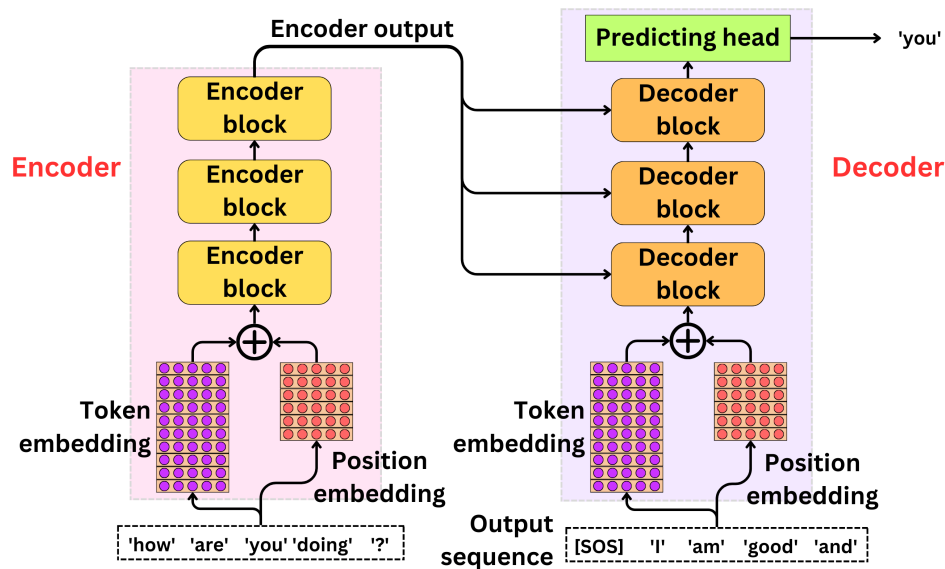 Encoder output
Predicting head
'you'
Encoder
block
Encoder
block
Encoder
block
Encoder
Decoder
block
Decoder
block
Decoder
block
Decoder
Token
embedding
Position
embedding
'how' 'are' 'you' 'doing' '?'
Token
embedding
Position
embedding
Output
sequence
[SOS] 'I' 'am' 'good' 'and'